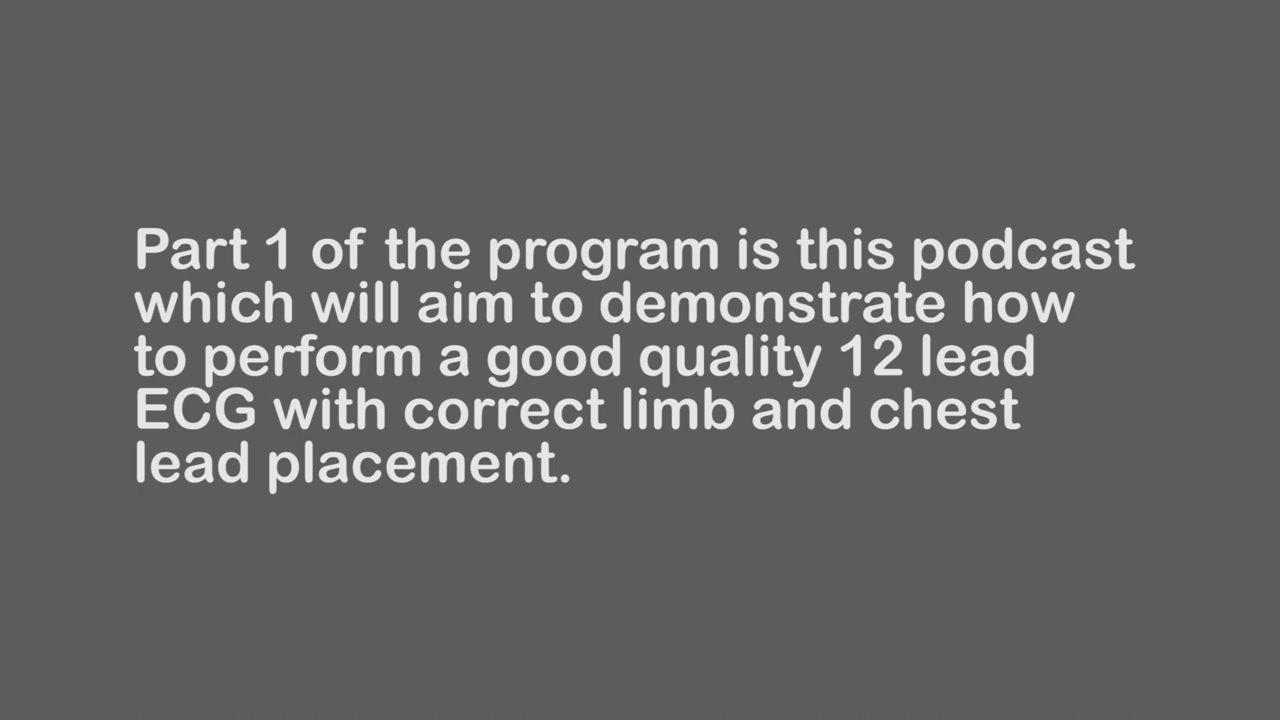 Part 1 of the program is this podcast
which will aim to demonstrate how
to perform a good quality 12 lead
ECG with correct limb and chest
lead placement.